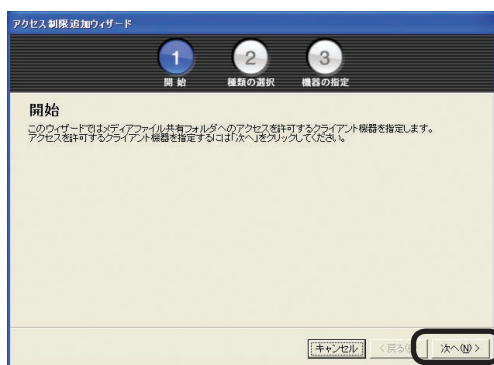 アクセス制限追加ウィザード
1 2 3
開始 種類の選択 機器の指定
開始
このウィザードではメディアファイル共有フォルダへのアクセスを許可するクライアント機器を指定します。
アクセスを許可するクライアント機器を指定するには「次へ」をクリックしてください。
キャンセル <戻る 次へ(N) >